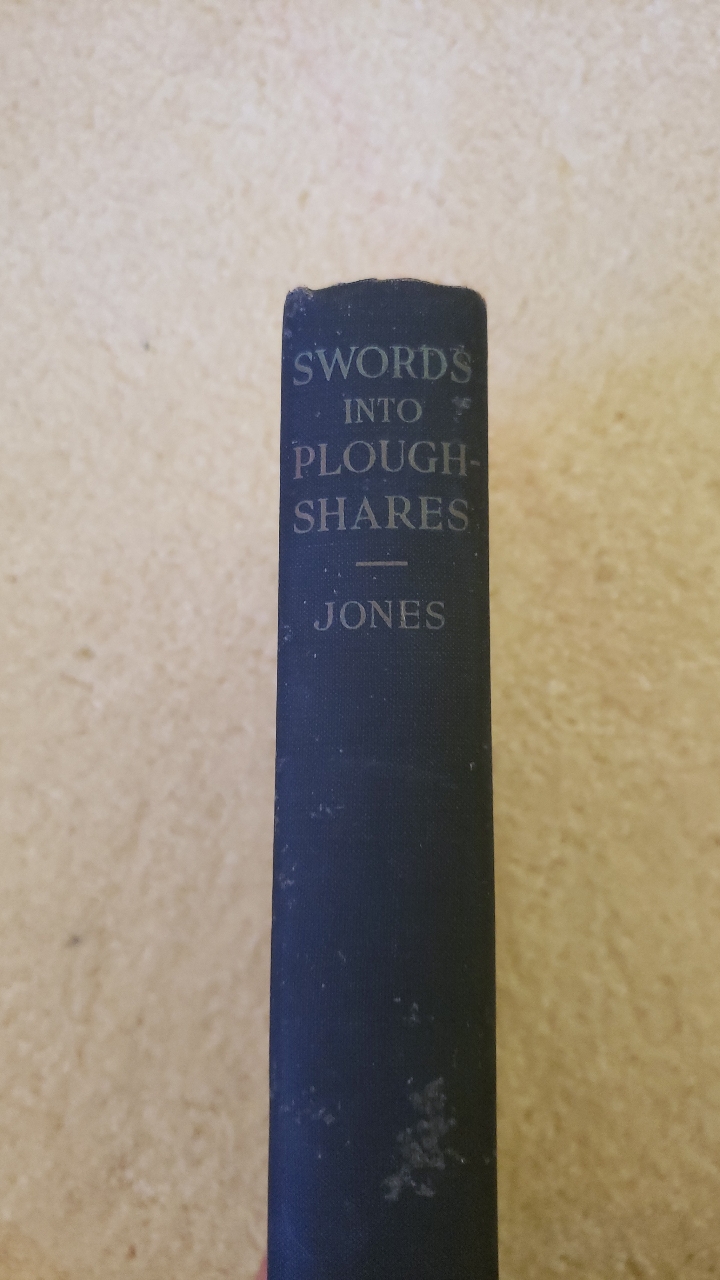 SWORDS
INTO
PLOUGH-
SHARES
JONES